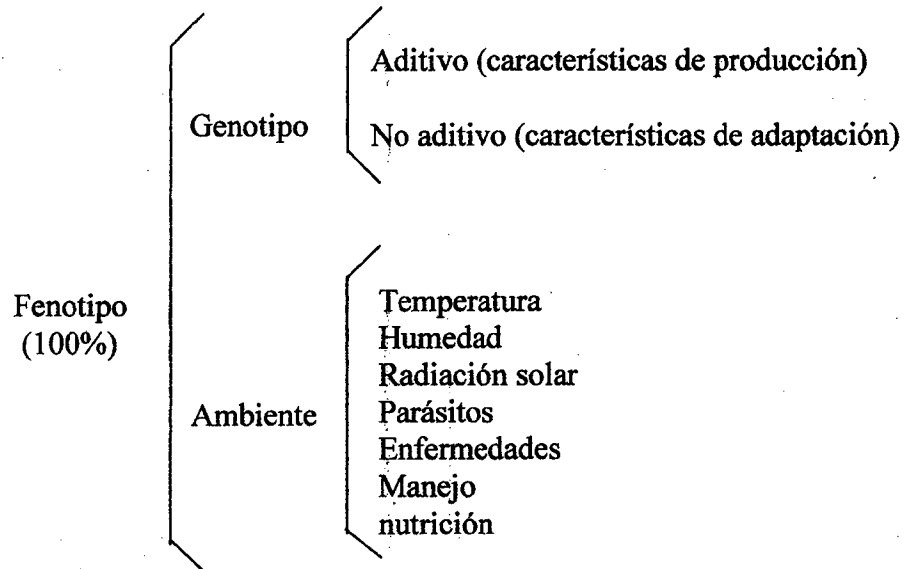 Aditivo (características de producción)
Genotipo
No aditivo (características de adaptación)
Fenotipo
(100%)
Ambiente
Temperatura
Humedad
Radiación solar
Parásitos
Enfermedades
Manejo
nutrición